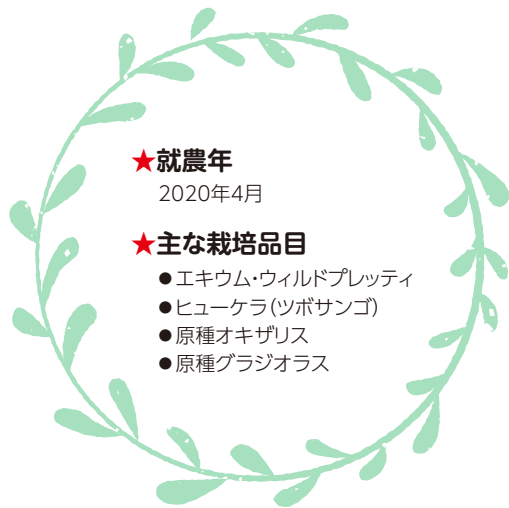 ★就農年
2020年4月
★主な栽培品目
●エキウム・ウィルドプレッティ
●ヒューケラ(ツボサンゴ)
●原種オキザリス
●原種グラジオラス